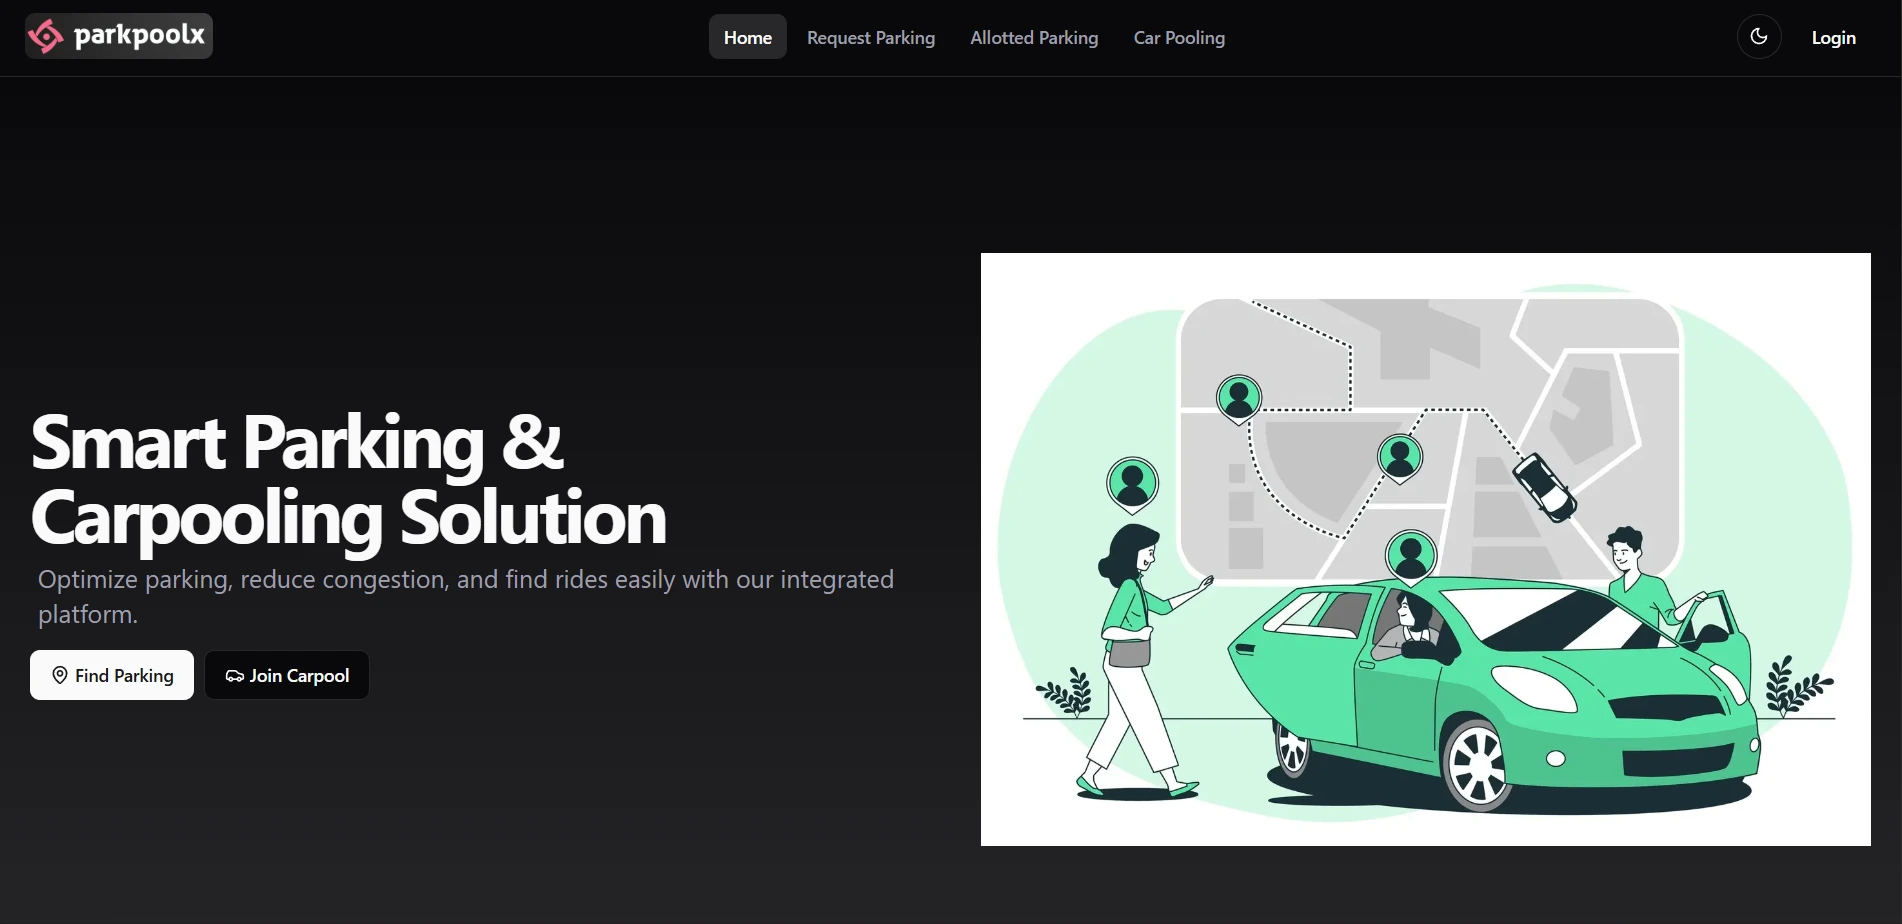 parkpoolx
Home
Request Parking
Allotted Parking
Car Pooling
Login
Smart Parking &
Carpooling Solution
Optimize parking, reduce congestion, and find rides easily with our integrated
platform.
Find Parking
Join Carpool